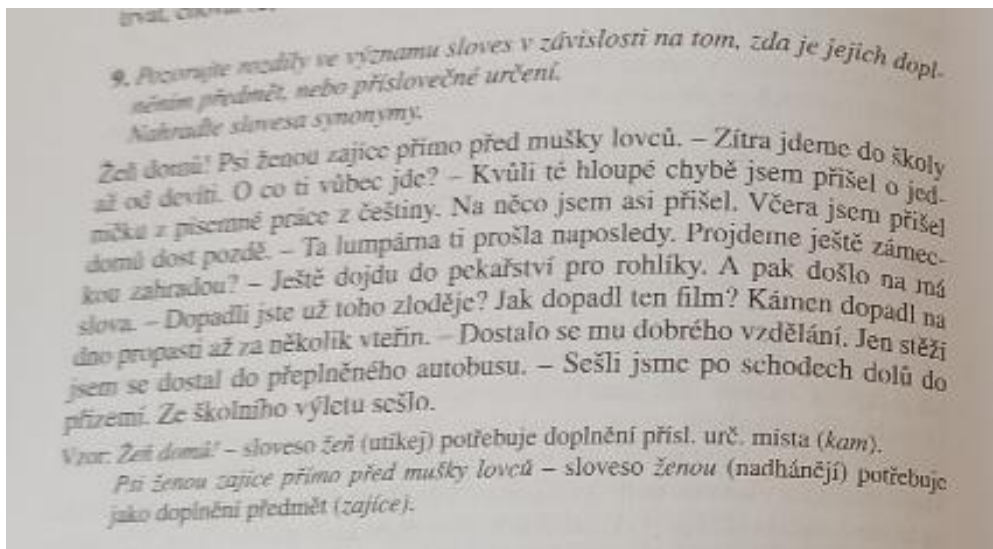 trvat, chovat
9. Pozorujte rozdíly ve významu sloves v závislosti na tom, zda je jejich dopl-
něním předmět, nebo příslovečné určení.
Nahraďte slovesa synonymy.
Žeň domů! Psi ženou zajíce přímo před mušky lovců. – Zítra jdeme do školy
až od devíti. O co ti vůbec jde? – Kvůli té hloupé chybě jsem přišel o jed-
ničku z písemné práce z češtiny. Na něco jsem asi přišel. Včera jsem přišel
domů dost pozdě. – Ta lumpárna ti prošla naposledy. Projdeme ještě zámec-
kou zahradou? – Ještě dojdu do pekařství pro rohlíky. A pak došlo na má
slova. – Dopadli jste už toho zloděje? Jak dopadl ten film? Kámen dopadl na
dno propasti až za několik vteřin. – Dostalo se mu dobrého vzdělání. Jen stěží
jsem se dostal do přeplněného autobusu. – Sešli jsme po schodech dolů do
přízemí. Ze školního výletu sešlo.
Vzor: Žeň domů! – sloveso žeň (utíkej) potřebuje doplnění přísl. urč. místa (kam).
Psi ženou zajíce přímo před mušky lovců – sloveso ženou (nadhánějí) potřebuje
jako doplnění předmět (zajíce).